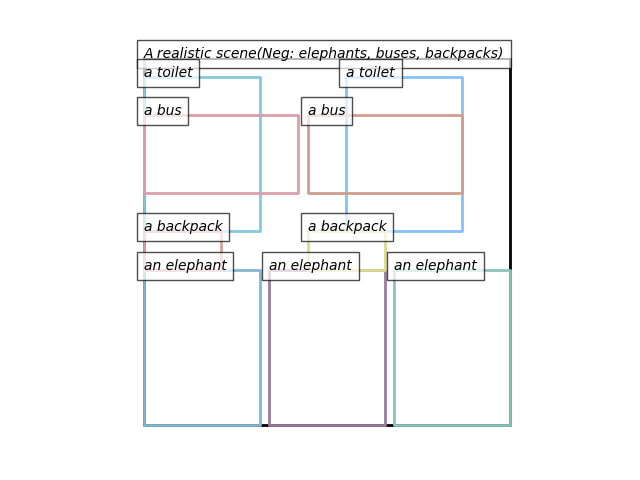 A realistic scene(Neg: elephants, buses, backpacks)
a toilet
a toilet
a bus
a bus
a backpack
a backpack
an elephant
an elephant
an elephant